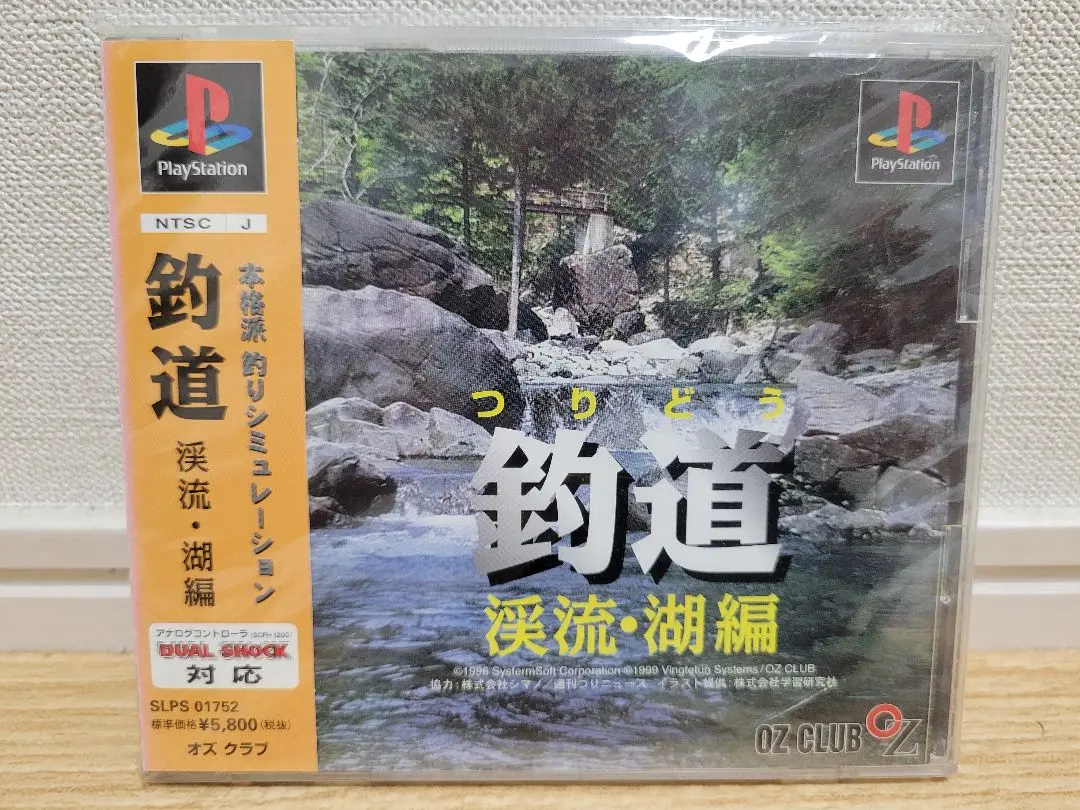 PlayStation
NTSC J
釣道
本格派 釣りシミュレーション
渓流・湖編
アナログコントローラ(SCPH-1200)
DUAL SHOCK
対応
SLPS 01752
標準価格¥5,800(税抜)
オズ クラブ
PlayStation
つりどう
釣道
渓流・湖編
©1996 SystermSoft Corporation ©1999 Vingtetun Systems/OZ CLUB
協力:株式会社シマノ/週刊つりニュース イラスト提供:株式会社学習研究社
OZ CLUB OZ